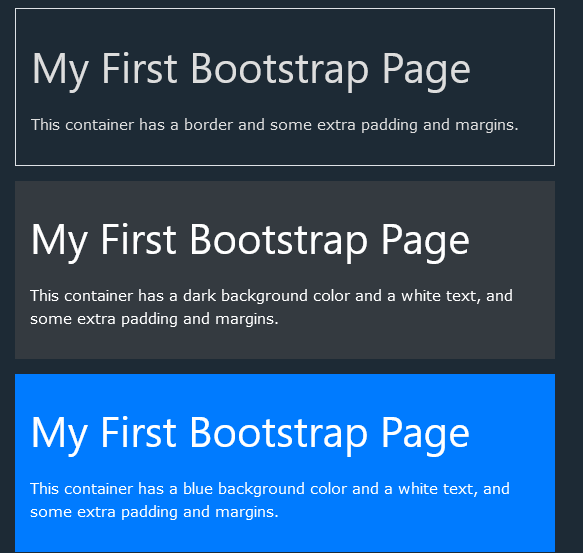 My First Bootstrap Page
This container has a border and some extra padding and margins.
My First Bootstrap Page
This container has a dark background color and a white text, and
some extra padding and margins.
My First Bootstrap Page
This container has a blue background color and a white text, and
some extra padding and margins.